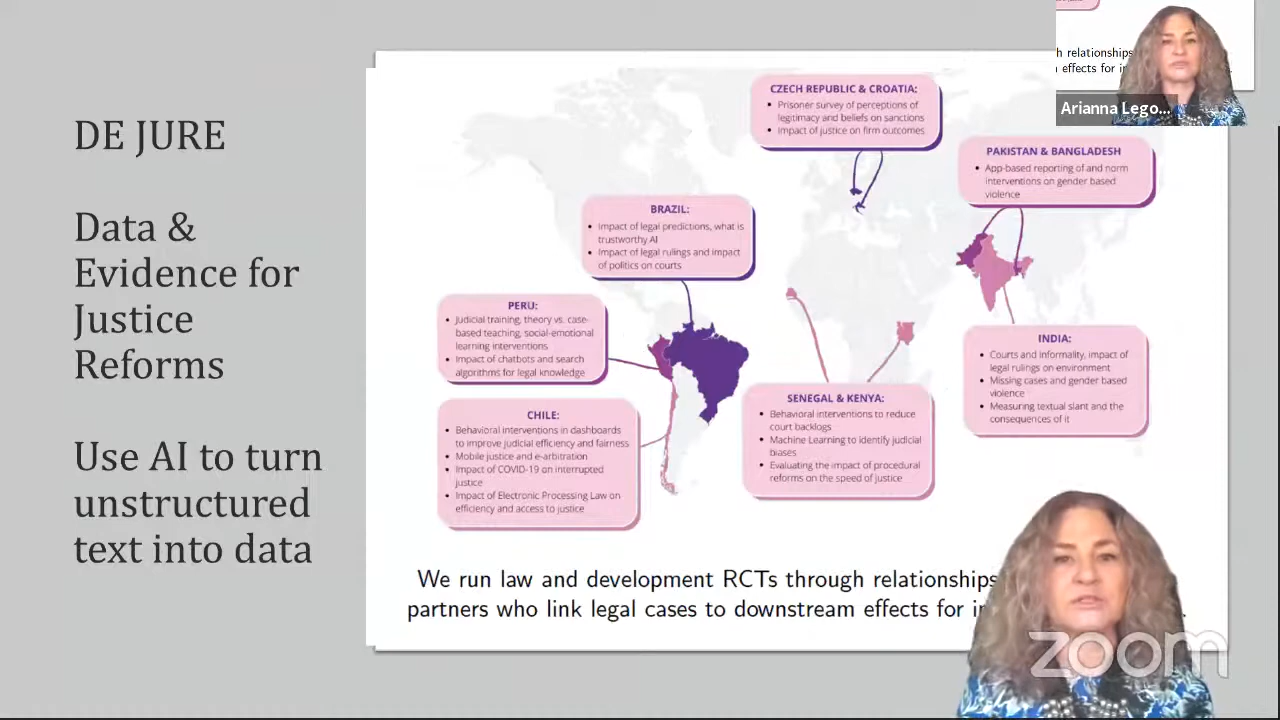 DE JURE
Data &
Evidence for
Justice
Reforms
Use AI to turn
unstructured
text into data
CZECH REPUBLIC & CROATIA:
• Prisoner survey of perceptions of
legitimacy and beliefs on sanctions
• Impact of justice on firm outcomes
PAKISTAN & BANGLADESH
• App-based reporting of and norm
interventions on gender based
violence
BRAZIL:
• Impact of legal predictions, what is
trustworthy AI
• Impact of legal rulings and impact
of politics on courts
PERU:
• Judicial training, theory vs. case-
based teaching, social-emotional
learning interventions
• Impact of chatbots and search
algorithms for legal knowledge
CHILE:
• Behavioral interventions in dashboards
to improve judicial efficiency and fairness
• Mobile justice and e-arbitration
• Impact of COVID-19 on interrupted
justice
• Impact of Electronic Processing Law on
efficiency and access to justice
SENEGAL & KENYA:
• Behavioral interventions to reduce
court backlogs
• Machine Learning to identify judicial
biases
• Evaluating the impact of procedural
reforms on the speed of justice
INDIA:
• Courts and informality, impact of
legal rulings on environment
• Missing cases and gender based
violence
• Measuring textual slant and the
consequences of it
We run law and development RCTs through relationships
partners who link legal cases to downstream effects for
h relationships
effects for
Arianna Lego...
zoom